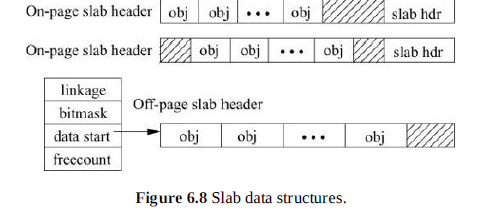 On-page slab header obj obj ••• obj slab hdr
On-page slab header obj obj ••• obj slab hdr
linkage
bitmask
data start
freecount
Off-page slab header
obj obj ••• obj
Figure 6.8 Slab data structures.